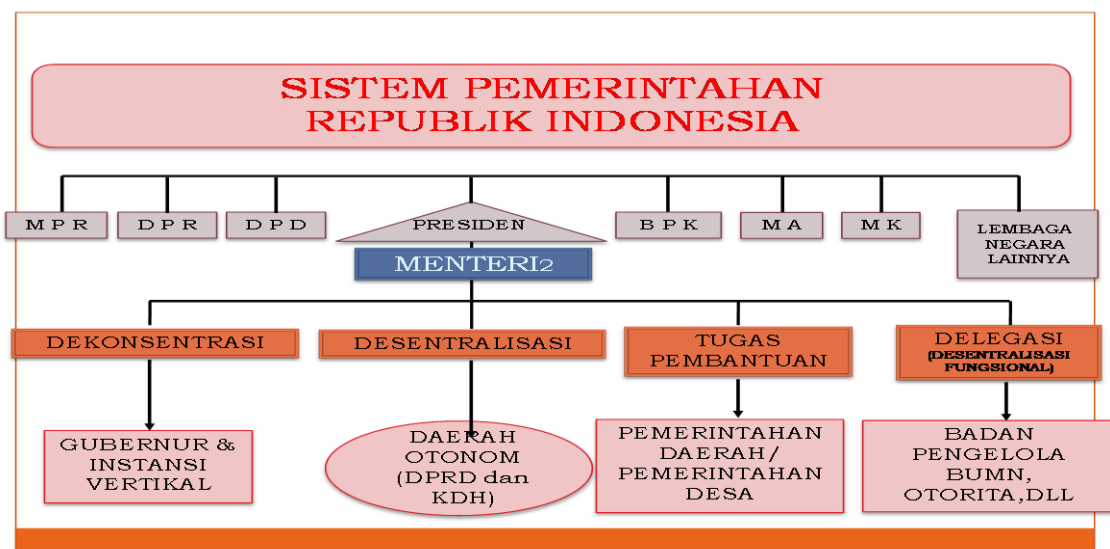 SISTEM PEMERINTAHAN
REPUBLIK INDONESIA
M P R
D P R
D P D
PRESIDEN
B P K
M A
M K
LEMBAGA
NEGARA
LAINNYA
MENTERI2
DEKONSENTRASI
DESENTRALISASI
TUGAS
PEMBANTUAN
DELEGASI
(DESENTRALISASI
FUNGSIONAL)
GUBERNUR &
INSTANSI
VERTIKAL
DAERAH
OTONOM
(DPRD dan
KDH)
PEMERINTAHAN
DAERAH/
PEMERINTAHAN
DESA
BADAN
PENGELOLA
BUMN,
OTORITA,DLL